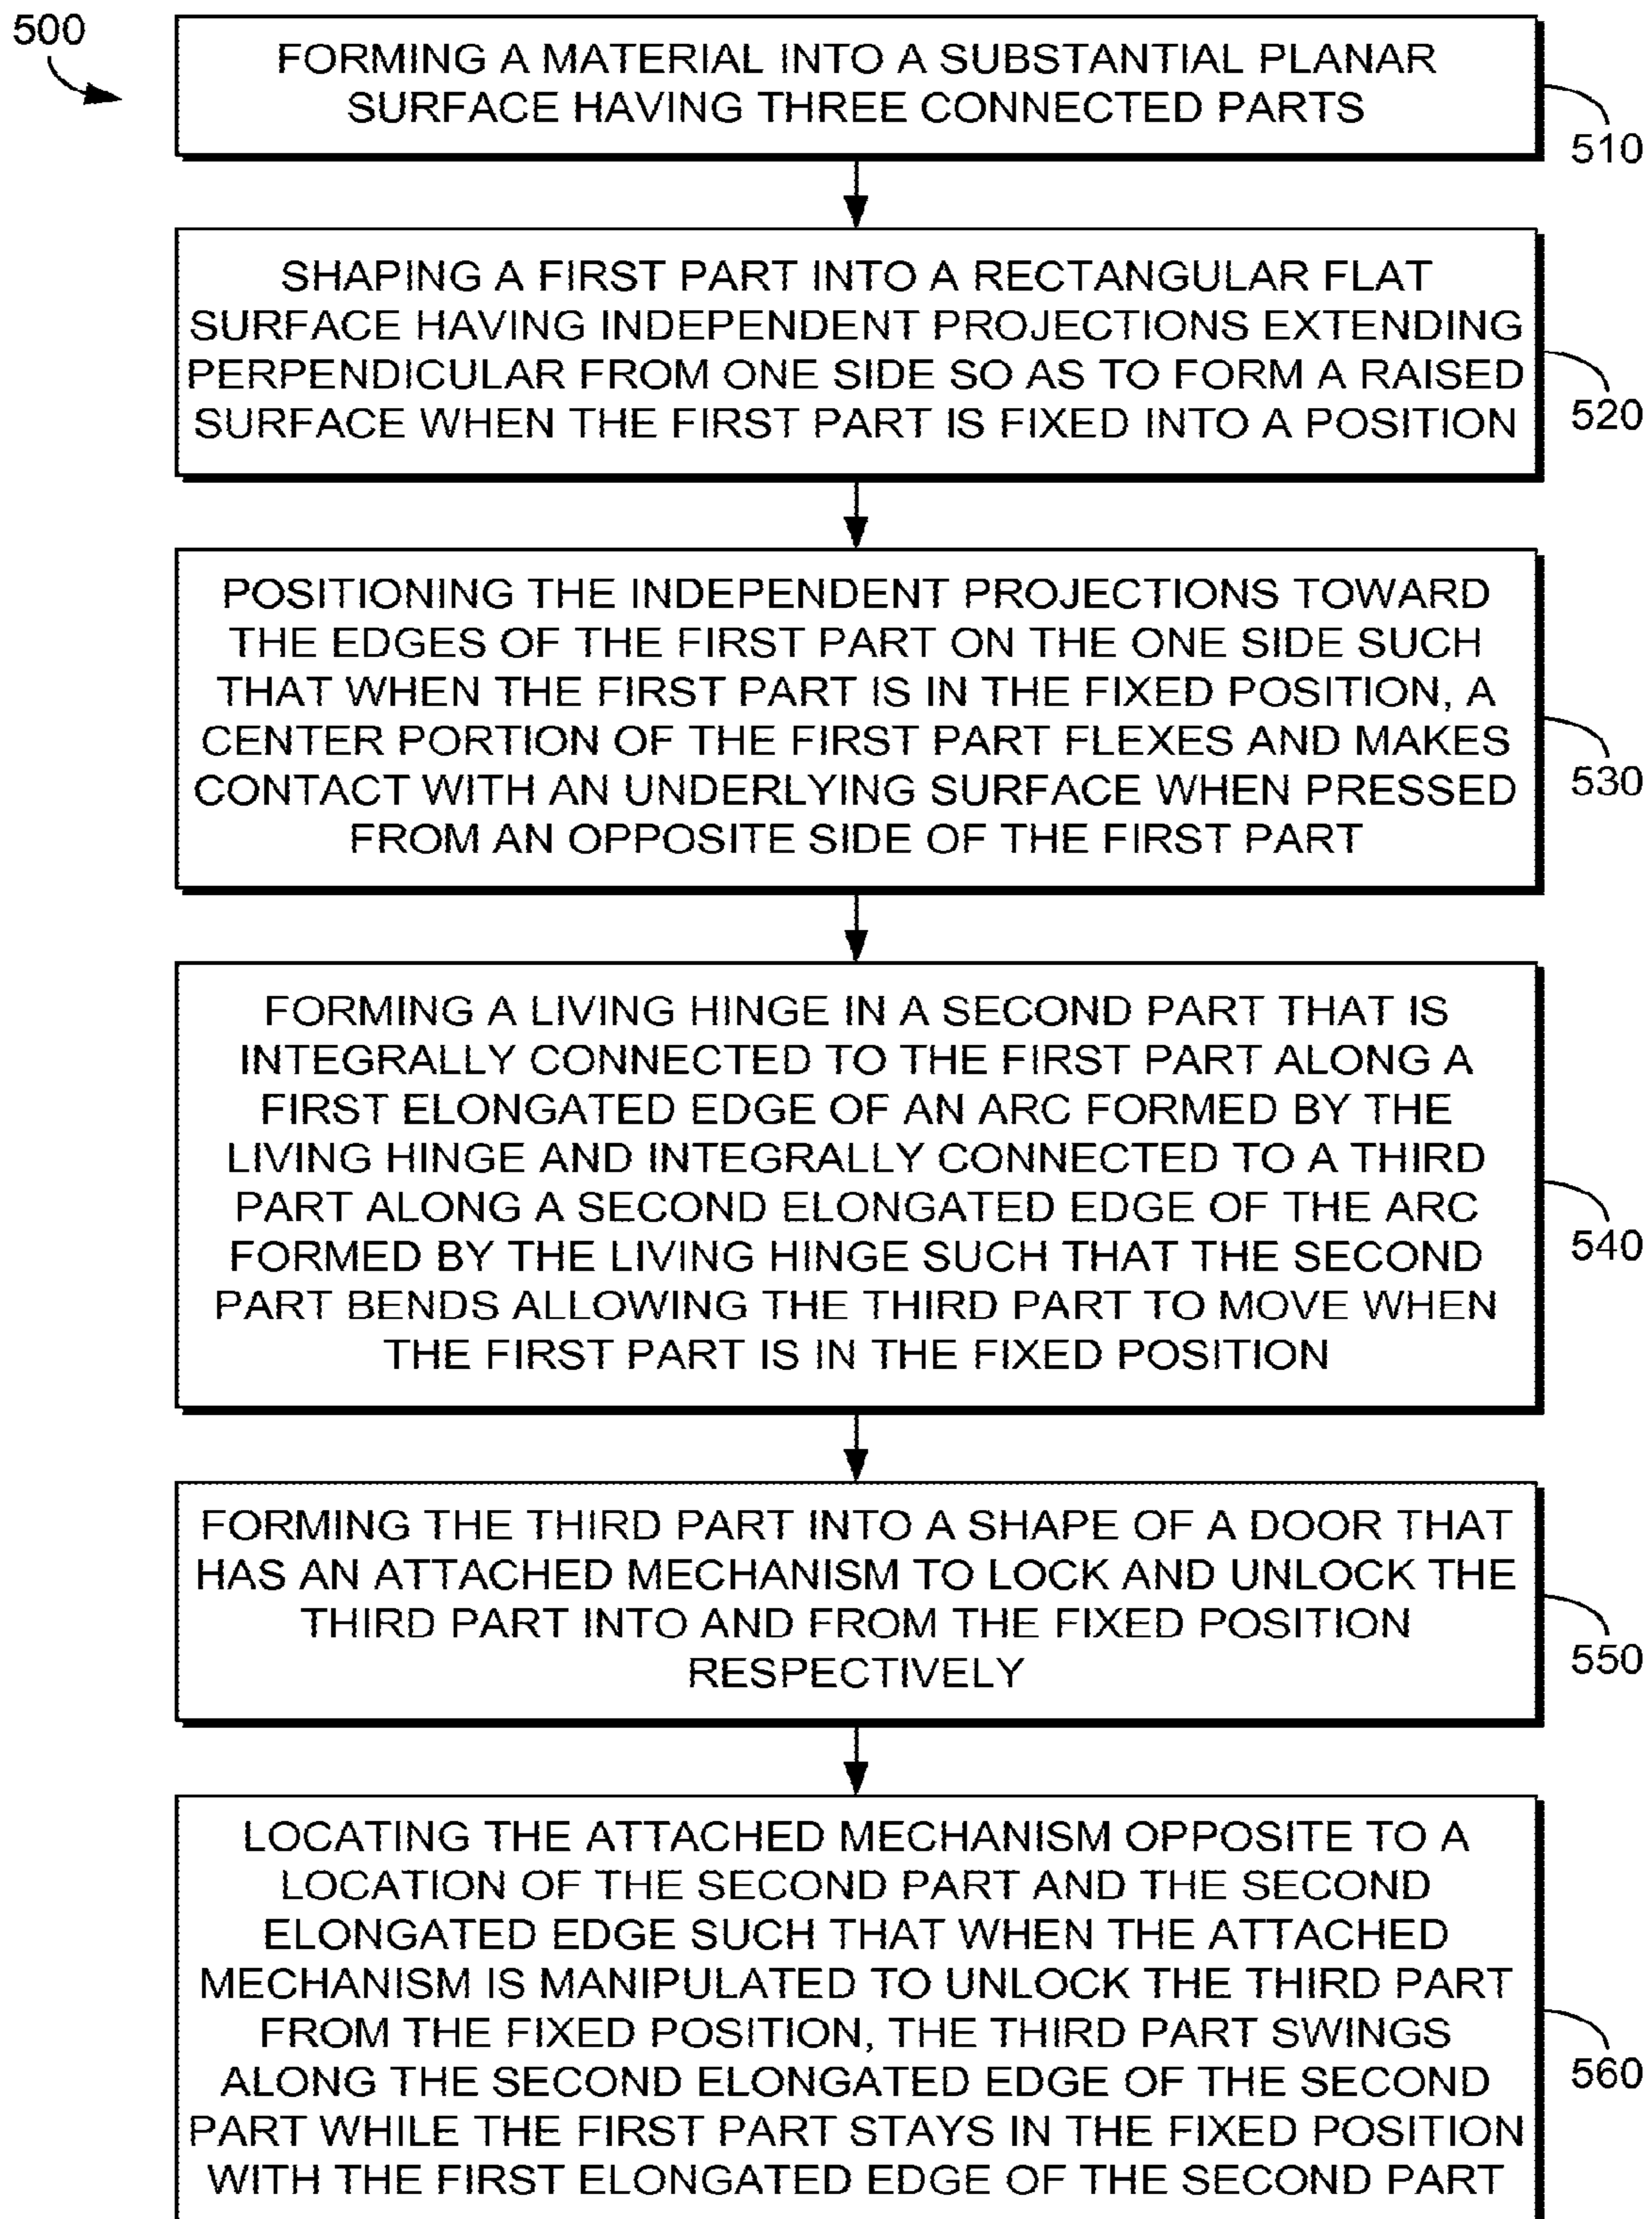 500
FORMING A MATERIAL INTO A SUBSTANTIAL PLANAR
SURFACE HAVING THREE CONNECTED PARTS
510
SHAPING A FIRST PART INTO A RECTANGULAR FLAT
SURFACE HAVING INDEPENDENT PROJECTIONS EXTENDING
PERPENDICULAR FROM ONE SIDE SO AS TO FORM A RAISED
SURFACE WHEN THE FIRST PART IS FIXED INTO A POSITION
520
POSITIONING THE INDEPENDENT PROJECTIONS TOWARD
THE EDGES OF THE FIRST PART ON THE ONE SIDE SUCH
THAT WHEN THE FIRST PART IS IN THE FIXED POSITION, A
CENTER PORTION OF THE FIRST PART FLEXES AND MAKES
CONTACT WITH AN UNDERLYING SURFACE WHEN PRESSED
FROM AN OPPOSITE SIDE OF THE FIRST PART
530
FORMING A LIVING HINGE IN A SECOND PART THAT IS
INTEGRALLY CONNECTED TO THE FIRST PART ALONG A
FIRST ELONGATED EDGE OF AN ARC FORMED BY THE
LIVING HINGE AND INTEGRALLY CONNECTED TO A THIRD
PART ALONG A SECOND ELONGATED EDGE OF THE ARC
FORMED BY THE LIVING HINGE SUCH THAT THE SECOND
PART BENDS ALLOWING THE THIRD PART TO MOVE WHEN
THE FIRST PART IS IN THE FIXED POSITION
540
FORMING THE THIRD PART INTO A SHAPE OF A DOOR THAT
HAS AN ATTACHED MECHANISM TO LOCK AND UNLOCK THE
THIRD PART INTO AND FROM THE FIXED POSITION
RESPECTIVELY
550
LOCATING THE ATTACHED MECHANISM OPPOSITE TO A
LOCATION OF THE SECOND PART AND THE SECOND
ELONGATED EDGE SUCH THAT WHEN THE ATTACHED
MECHANISM IS MANIPULATED TO UNLOCK THE THIRD PART
FROM THE FIXED POSITION, THE THIRD PART SWINGS
ALONG THE SECOND ELONGATED EDGE OF THE SECOND
PART WHILE THE FIRST PART STAYS IN THE FIXED POSITION
WITH THE FIRST ELONGATED EDGE OF THE SECOND PART
560